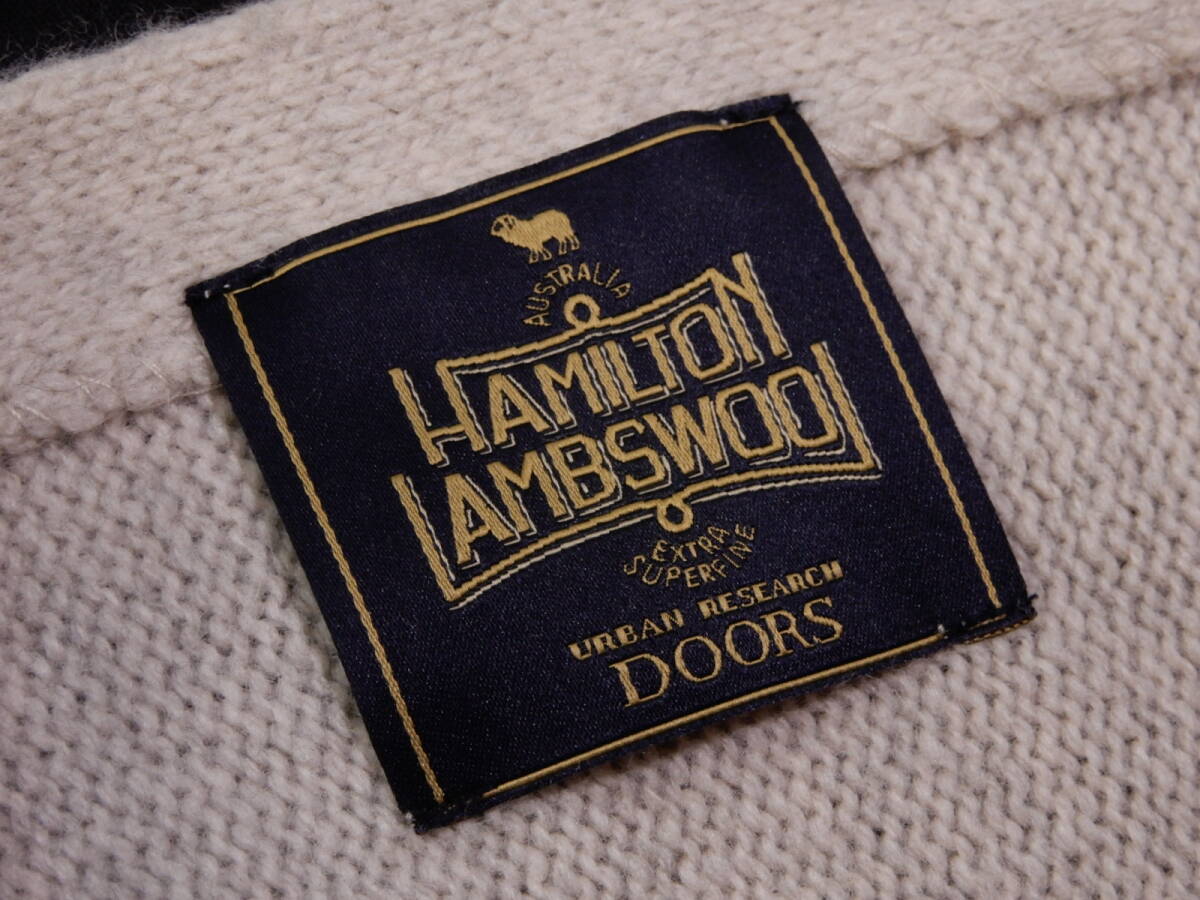 AUSTRALIA
HAMILTON
LAMBSWOOL
EXTRA
SUPERFINE
URBAN RESEARCH
DOORS